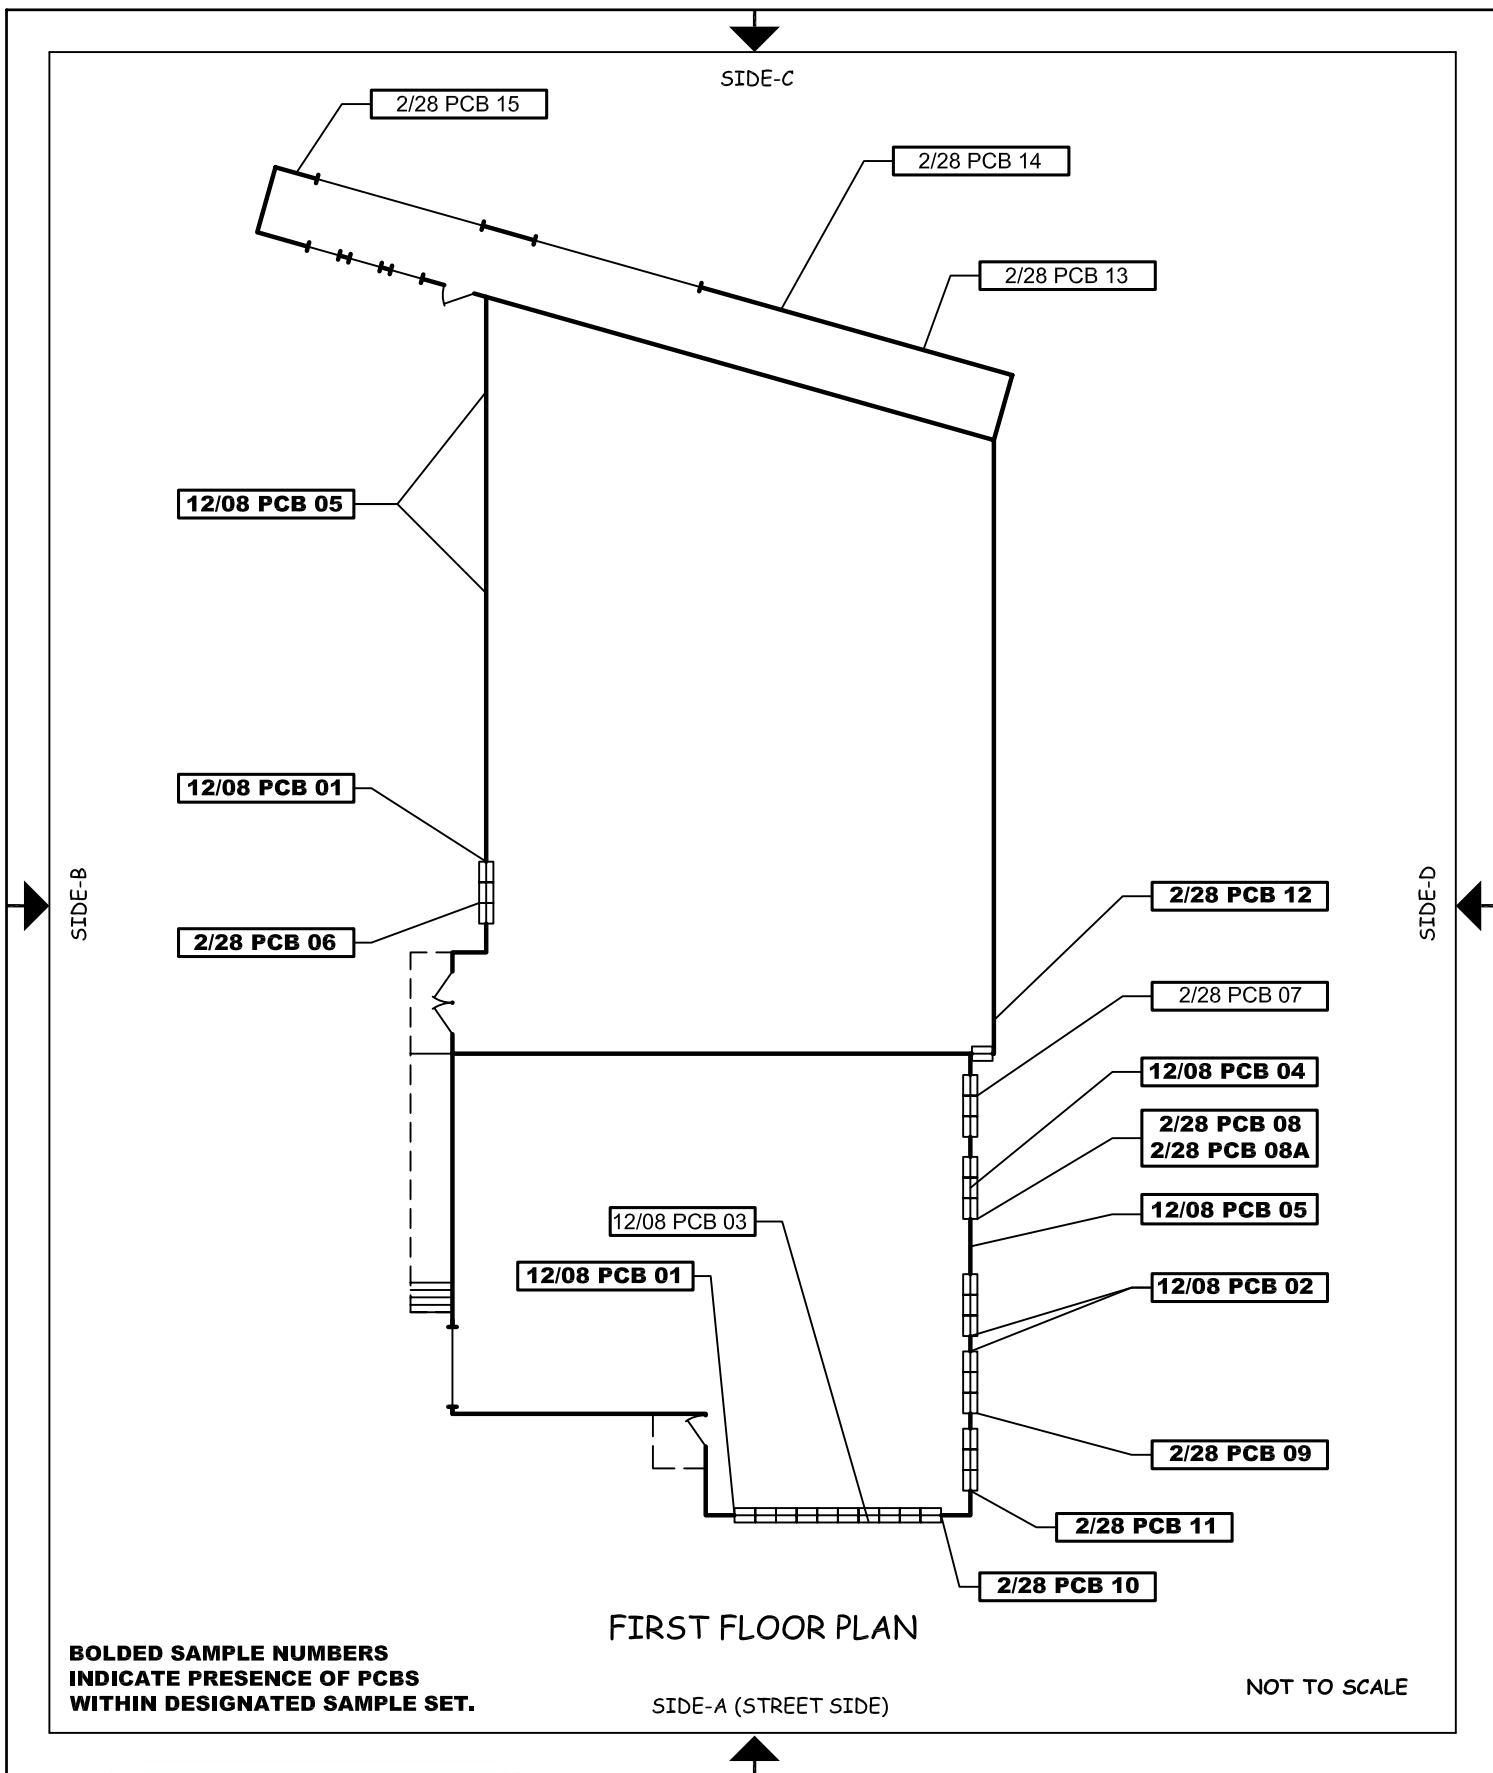 SIDE-C
2/28 PCB 15
2/28 PCB 14
2/28 PCB 13
12/08 PCB 05
12/08 PCB 01
SIDE-B
2/28 PCB 06
SIDE-D
2/28 PCB 12
2/28 PCB 07
12/08 PCB 04
2/28 PCB 08
2/28 PCB 08A
12/08 PCB 05
12/08 PCB 03
12/08 PCB 01
12/08 PCB 02
2/28 PCB 09
2/28 PCB 11
2/28 PCB 10
FIRST FLOOR PLAN
BOLDED SAMPLE NUMBERS
INDICATE PRESENCE OF PCBS
WITHIN DESIGNATED SAMPLE SET.
SIDE-A (STREET SIDE)
NOT TO SCALE